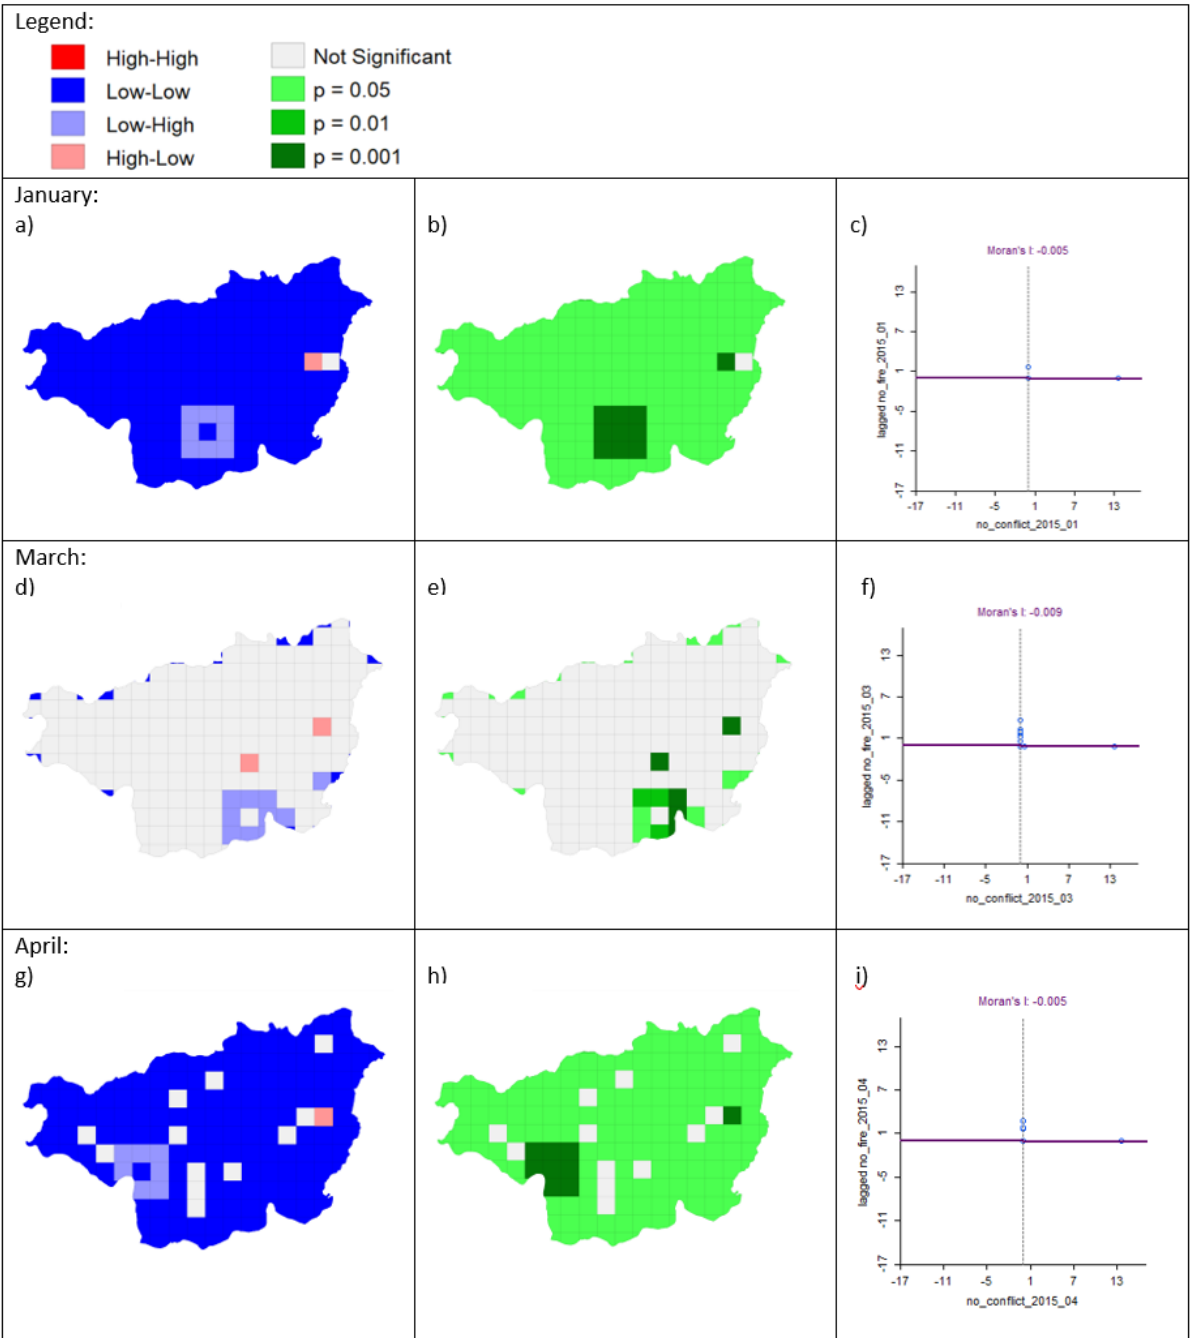 Legend:
High-High
Low-Low
Low-High
High-Low
Not Significant
p = 0.05
p = 0.01
p = 0.001
January:
a)
b)
c)
Moran's I: -0.005
lagged no_fire_2015_01
13
7
1
-5
-11
-17
-17 -11 -5 1 7 13
no_conflict_2015_01
March:
d)
e)
f)
Moran's I: -0.009
lagged no_fire_2015_03
13
7
1
-5
-11
-17
-17 -11 -5 1 7 13
no_conflict_2015_03
April:
g)
h)
i)
Moran's I: -0.005
lagged no_fire_2015_04
13
7
1
-5
-11
-17
-17 -11 -5 1 7 13
no_conflict_2015_04